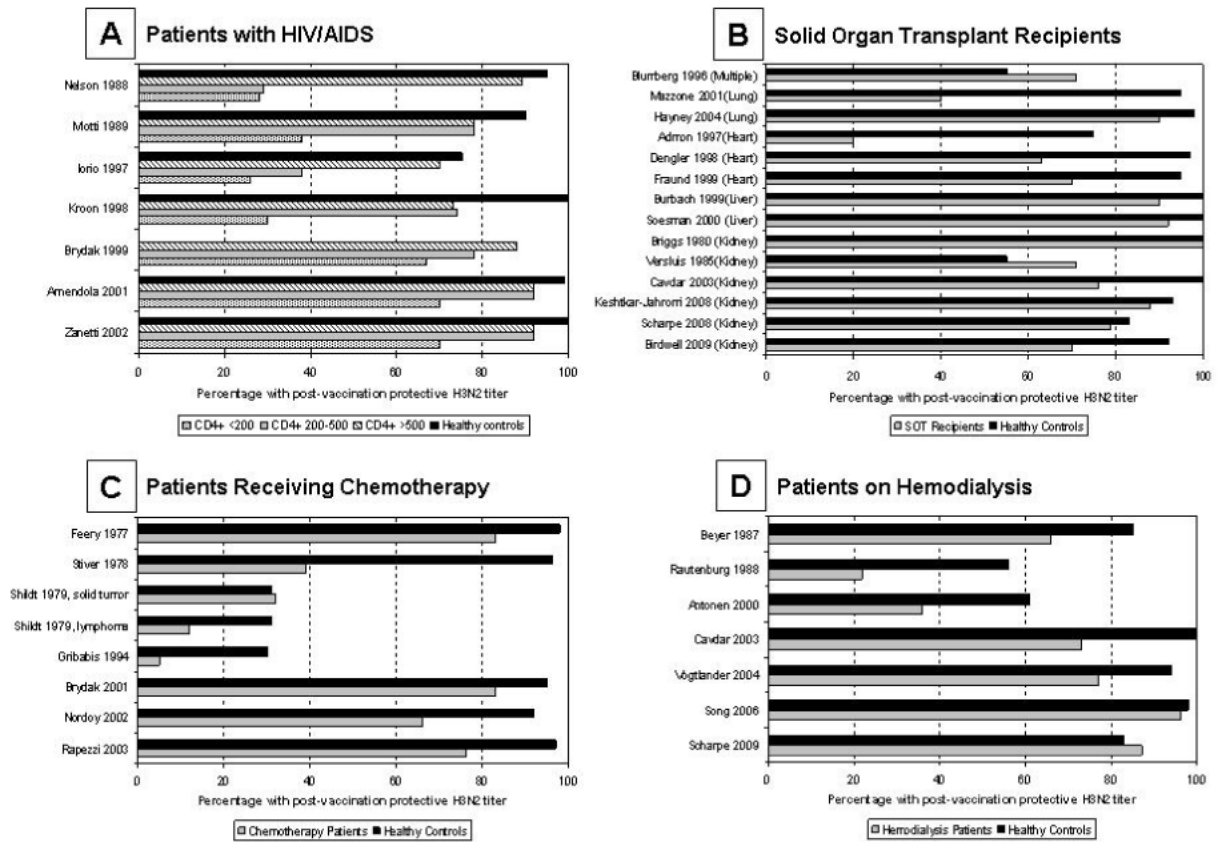 A Patients with HIV/AIDS
Nelson 1988
Motti 1989
Iorio 1997
Kroon 1998
Brydak 1999
Amendola 2001
Zanetti 2002
0 20 40 60 80 100
Percentage with post-vaccination protective H3N2 titer
CD4+ <200 CD4+ 200-500 CD4+ >500 Healthy controls
B Solid Organ Transplant Recipients
Blumberg 1996 (Multiple)
Mazzone 2001(Lung)
Hayney 2004 (Lung)
Admon 1997(Heart)
Dengler 1998 (Heart)
Fraund 1999 (Heart)
Burbach 1999(Liver)
Soesman 2000 (Liver)
Briggs 1980 (Kidney)
Versluis 1985(Kidney)
Cavdar 2003(Kidney)
Keshtkar-Jahromi 2008 (Kidney)
Scharpe 2008 (Kidney)
Birdwell 2009 (Kidney)
0 20 40 60 80 100
Percentage with post-vaccination protective H3N2 titer
SOT Recipients Healthy Controls
C Patients Receiving Chemotherapy
Feery 1977
Stiver 1978
Shildt 1979, solid tumor
Shildt 1979, lymphoma
Gribabis 1994
Brydak 2001
Nordoy 2002
Rapezzi 2003
0 20 40 60 80 100
Percentage with post-vaccination protective H3N2 titer
Chemotherapy Patients Healthy Controls
D Patients on Hemodialysis
Beyer 1987
Rautenburg 1988
Antonen 2000
Cavdar 2003
Vogtlander 2004
Song 2006
Scharpe 2009
0 20 40 60 80 100
Percentage with post-vaccination protective H3N2 titer
Hemodialysis Patients Healthy Controls